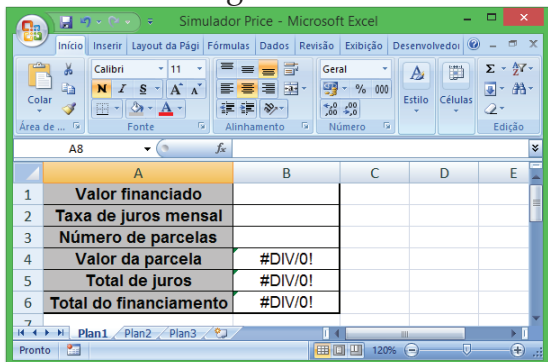 Simulador Price - Microsoft Excel
Início Inserir Layout da Pági Fórmulas Dados Revisão Exibição Desenvolvedor
Calibri 11 Geral Σ
Colar N I S A A % 000 Estilo Células
A ,00 ,00
Área de ... Fonte Alinhamento Número Edição
A8 fx
A B C D E
1 Valor financiado
2 Taxa de juros mensal
3 Número de parcelas
4 Valor da parcela #DIV/0!
5 Total de juros #DIV/0!
6 Total do financiamento #DIV/0!
7
Plan1 Plan2 Plan3
Pronto 120%